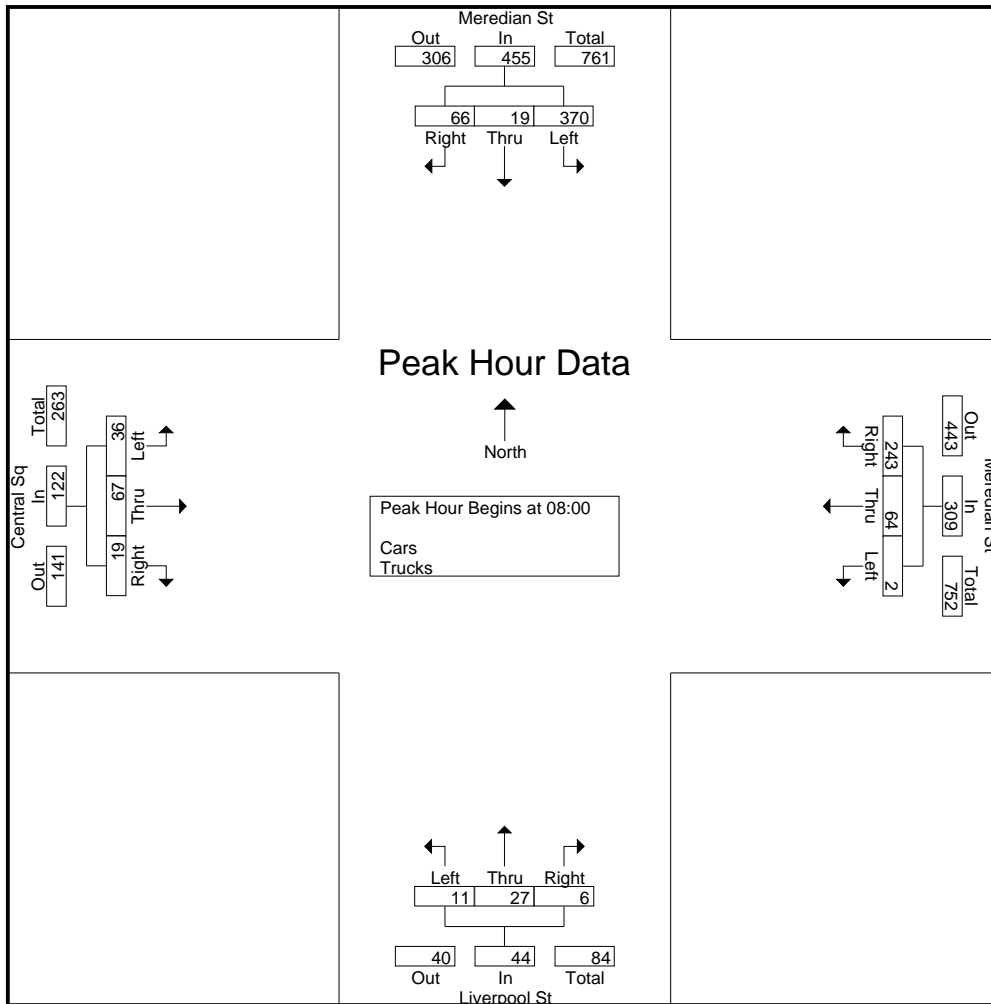 Meredian St
Out In Total
306 455 761
66 19 370
Right Thru Left
Peak Hour Data
North
Peak Hour Begins at 08:00
Cars
Trucks
Central Sq
Total In Out
263 122 141
36 67 19
Left Thru Right
Meredian St
Out In Total
443 309 752
243 64 2
Right Thru Left
Left Thru Right
11 27 6
40 44 84
Out In Total
Liverpool St